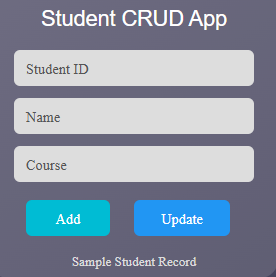 Student CRUD App
Student ID
Name
Course
Add Update
Sample Student Record